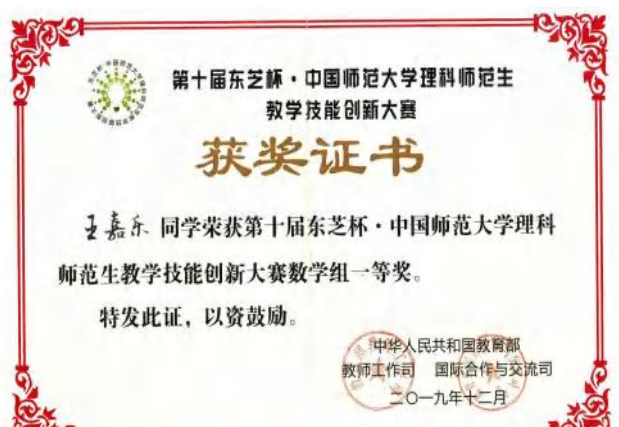 第十届东芝杯·中国师范大学理科师范生
教学技能创新大赛
获奖证书
王嘉乐 同学荣获第十届东芝杯·中国师范大学理科
师范生教学技能创新大赛数学组一等奖。
特发此证，以资鼓励。
中华人民共和国教育部
教师工作司 国际合作与交流司
二○一九年十二月